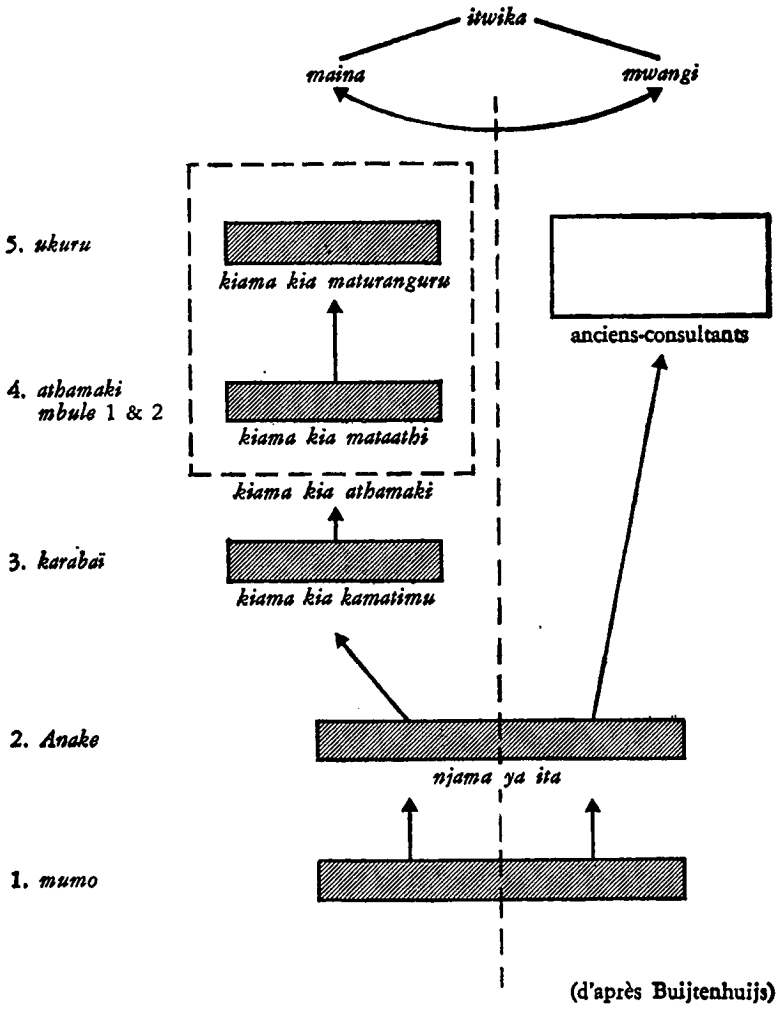 itwika
maina
mwangi
5. ukuru
kiama kia maturanguru
anciens-consultants
4. athamaki
mbule 1 & 2
kiama kia mataathi
kiama kia athamaki
3. karabaï
kiama kia kamatimu
2. Anake
njama ya ita
1. mumo
(d'après Buijtenhuijs)